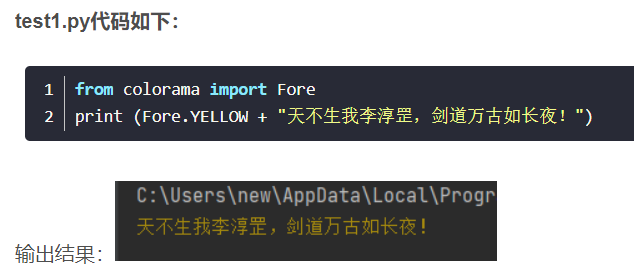 test1.py代码如下：
1 from colorama import Fore
2 print (Fore.YELLOW + "天不生我李淳罡，剑道万古如长夜！")
C:\Users\new\AppData\Local\Progr
天不生我李淳罡，剑道万古如长夜！
输出结果：